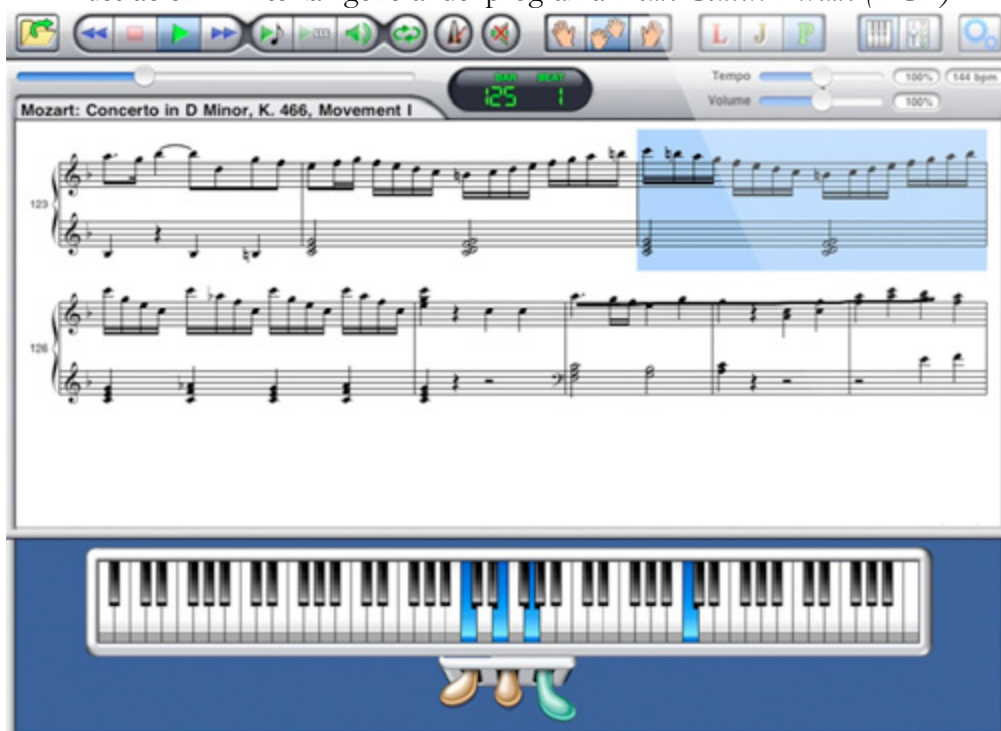 L J P
BAR BEAT
125 1
Tempo 100% 144 bpm
Volume 100%
Mozart: Concerto in D Minor, K. 466, Movement I
123
126